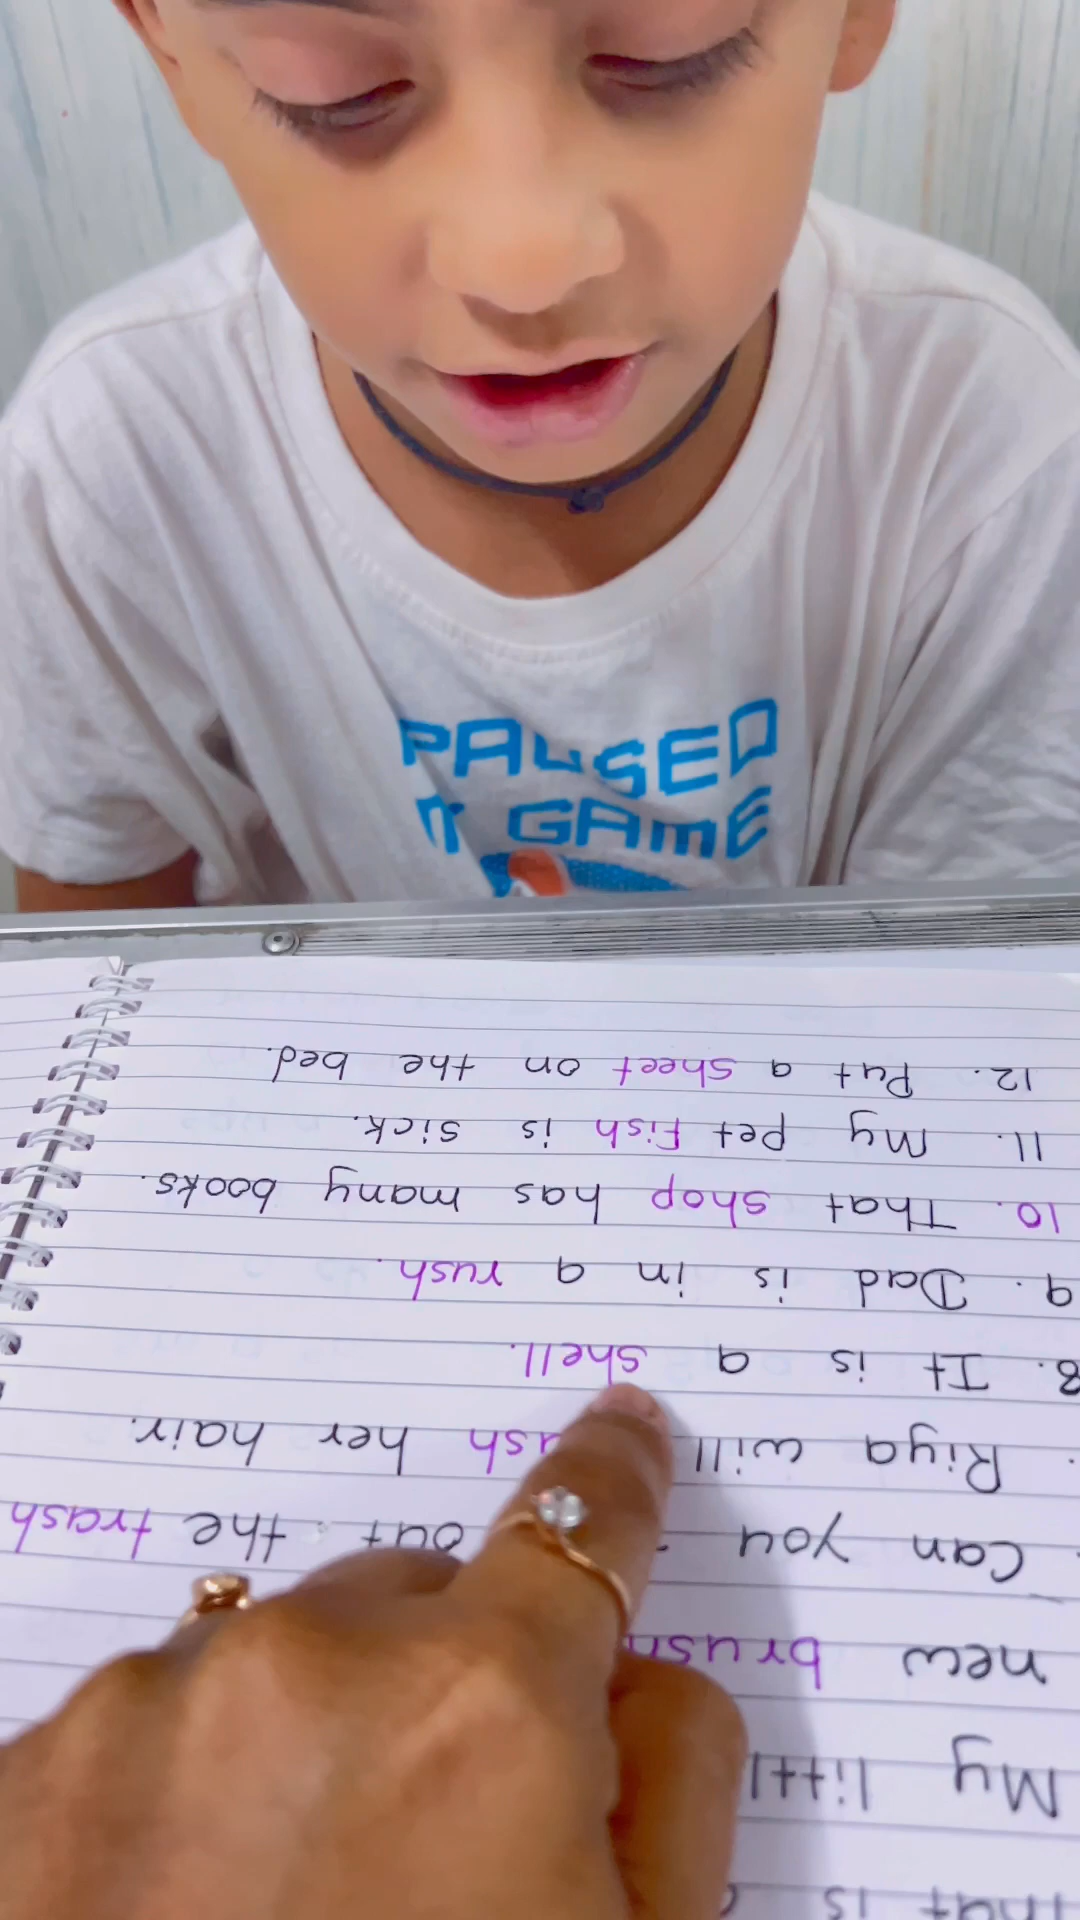 PAUSED
GAME
That is
My
new brush
Can you out the trash
Riya will her hair.
8. It is a shell.
9. Dad is in a rush.
10. That shop has many books.
11. My pet fish is sick.
12. Put a sheet on the bed.